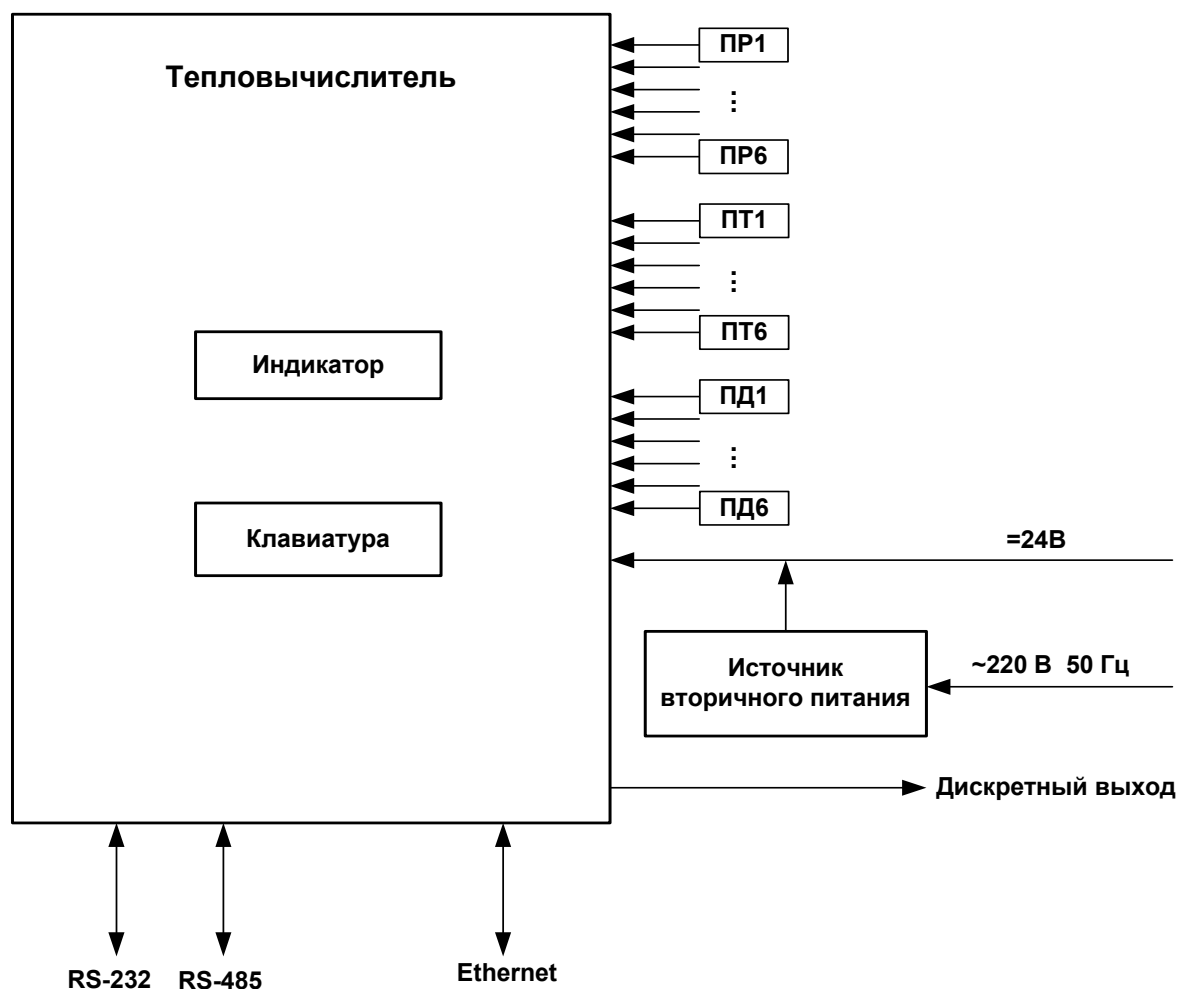 Тепловычислитель
ПР1
⋮
ПР6
ПТ1
⋮
ПТ6
Индикатор
ПД1
⋮
ПД6
Клавиатура
=24В
Источник
вторичного питания
~220 В 50 Гц
Дискретный выход
RS-232
RS-485
Ethernet